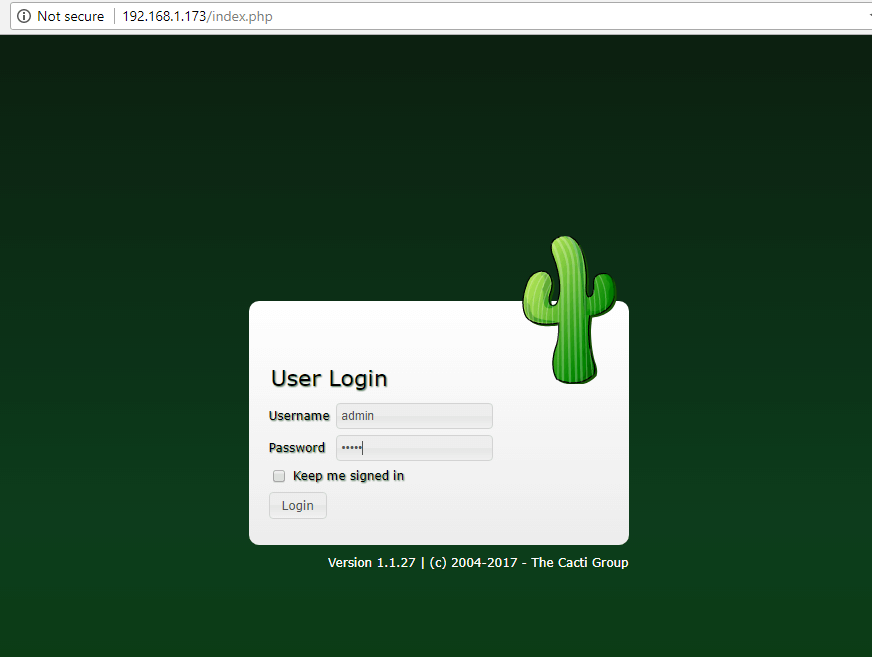 Not secure 192.168.1.173/index.php
User Login
Username admin
Password •••••
Keep me signed in
Login
Version 1.1.27 | (c) 2004-2017 - The Cacti Group